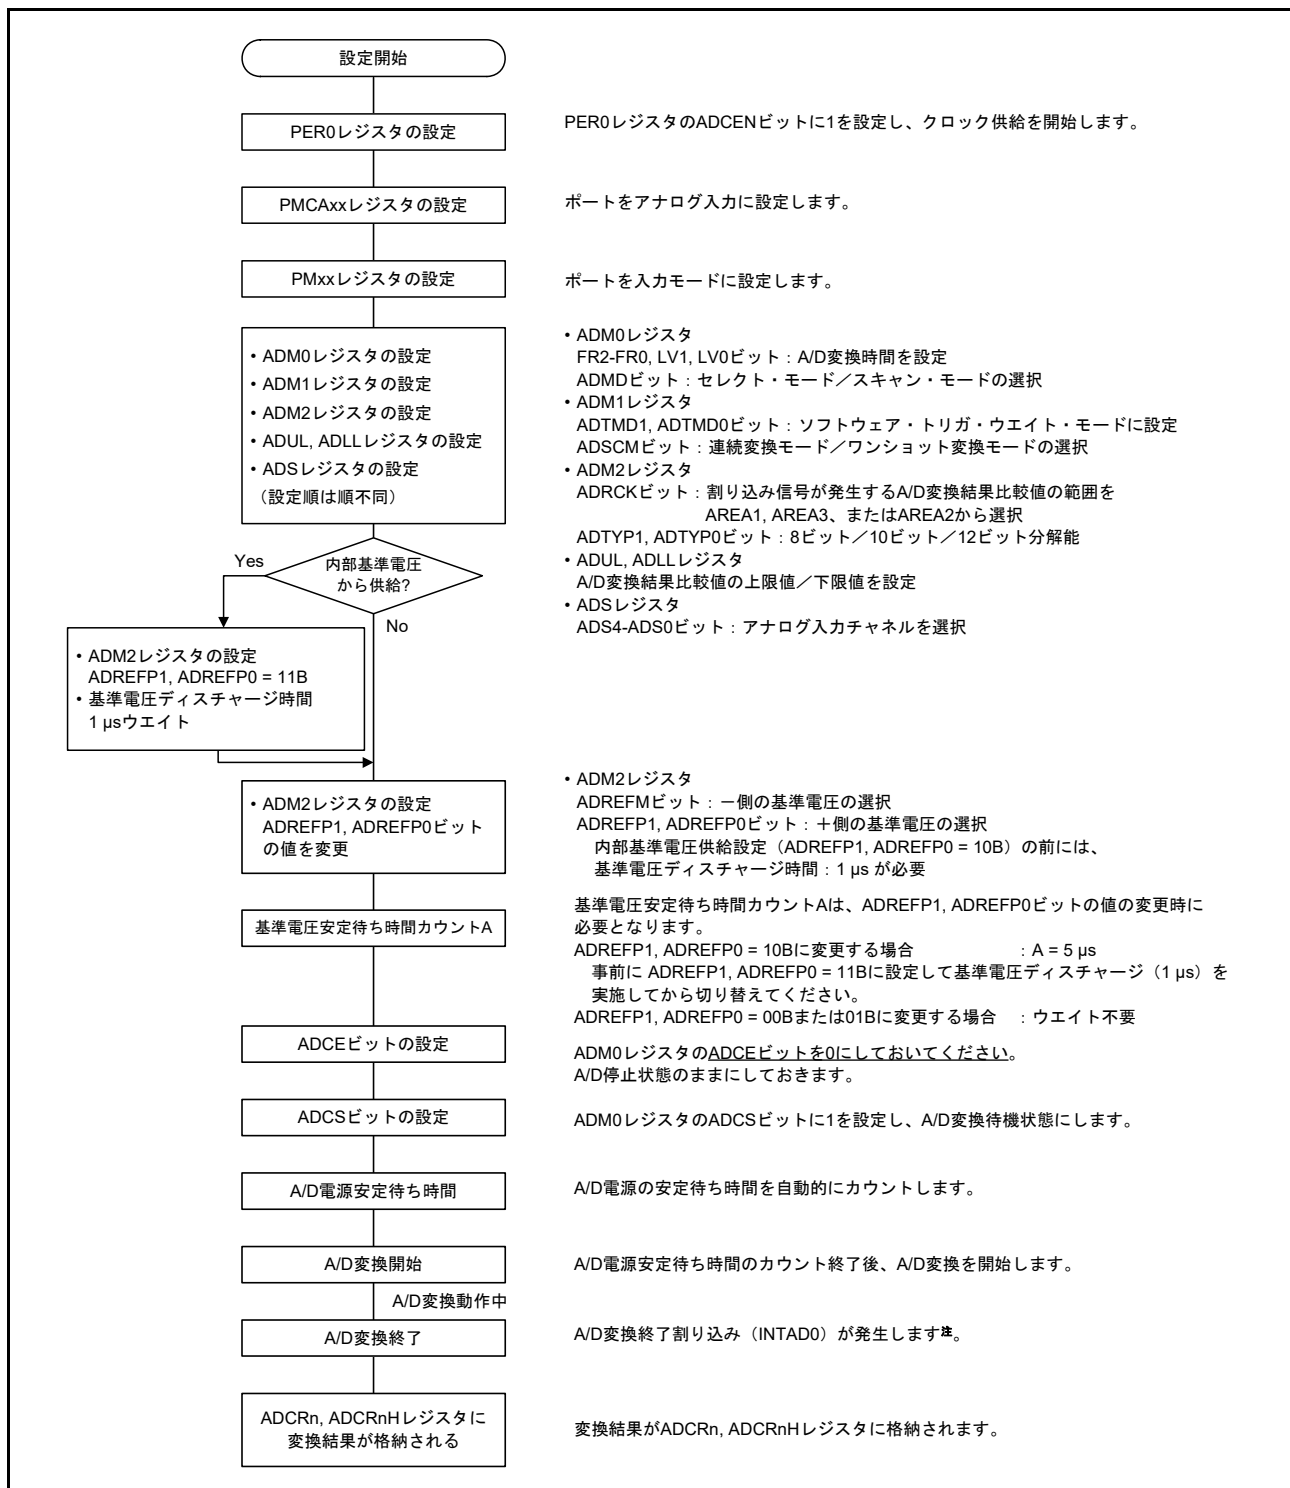 設定開始
PER0レジスタの設定
PER0レジスタのADCENビットに1を設定し、クロック供給を開始します。
PMCAxxレジスタの設定
ポートをアナログ入力に設定します。
PMxxレジスタの設定
ポートを入力モードに設定します。
• ADM0レジスタの設定
• ADM1レジスタの設定
• ADM2レジスタの設定
• ADUL, ADLLレジスタの設定
• ADSレジスタの設定
（設定順は順不同）
• ADM0レジスタ
FR2-FR0, LV1, LV0ビット：A/D変換時間を設定
ADMDビット：セレクト・モード／スキャン・モードの選択
• ADM1レジスタ
ADTMD1, ADTMD0ビット：ソフトウェア・トリガ・ウエイト・モードに設定
ADSCMビット：連続変換モード／ワンショット変換モードの選択
• ADM2レジスタ
ADRCKビット：割り込み信号が発生するA/D変換結果比較値の範囲を
AREA1, AREA3、またはAREA2から選択
ADTYP1, ADTYP0ビット：8ビット／10ビット／12ビット分解能
• ADUL, ADLLレジスタ
A/D変換結果比較値の上限値／下限値を設定
• ADSレジスタ
ADS4-ADS0ビット：アナログ入力チャネルを選択
内部基準電圧
から供給?
Yes
No
• ADM2レジスタの設定
ADREFP1, ADREFP0 = 11B
• 基準電圧ディスチャージ時間
1 µsウエイト
• ADM2レジスタの設定
ADREFP1, ADREFP0ビット
の値を変更
• ADM2レジスタ
ADREFMビット：－側の基準電圧の選択
ADREFP1, ADREFP0ビット：＋側の基準電圧の選択
内部基準電圧供給設定（ADREFP1, ADREFP0 = 10B）の前には、
基準電圧ディスチャージ時間：1 µs が必要
基準電圧安定待ち時間カウントA
基準電圧安定待ち時間カウントAは、ADREFP1, ADREFP0ビットの値の変更時に
必要となります。
ADREFP1, ADREFP0 = 10Bに変更する場合 ：A = 5 µs
事前に ADREFP1, ADREFP0 = 11Bに設定して基準電圧ディスチャージ（1 µs）を
実施してから切り替えてください。
ADREFP1, ADREFP0 = 00Bまたは01Bに変更する場合 ：ウエイト不要
ADCEビットの設定
ADM0レジスタのADCEビットを0にしておいてください。
A/D停止状態のままにしておきます。
ADCSビットの設定
ADM0レジスタのADCSビットに1を設定し、A/D変換待機状態にします。
A/D電源安定待ち時間
A/D電源の安定待ち時間を自動的にカウントします。
A/D変換開始
A/D電源安定待ち時間のカウント終了後、A/D変換を開始します。
A/D変換動作中
A/D変換終了
A/D変換終了割り込み（INTAD0）が発生します注。
ADCRn, ADCRnHレジスタに
変換結果が格納される
変換結果がADCRn, ADCRnHレジスタに格納されます。